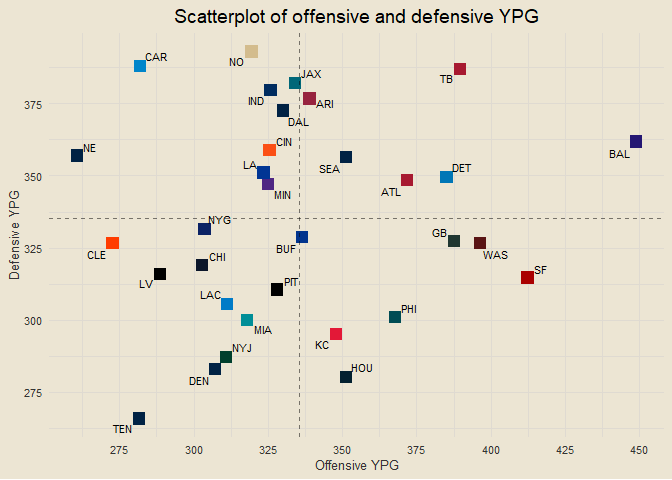 Scatterplot of offensive and defensive YPG
CAR
NO
JAX
TB
IND
ARI
DAL
NE
CIN
SEA
BAL
LA
MIN
ATL
DET
NYG
BUF
GB
WAS
CLE
CHI
LV
PIT
SF
LAC
MIA
PHI
KC
NYJ
DEN
HOU
TEN
375
350
325
300
275
Defensive YPG
275
300
325
350
375
400
425
450
Offensive YPG